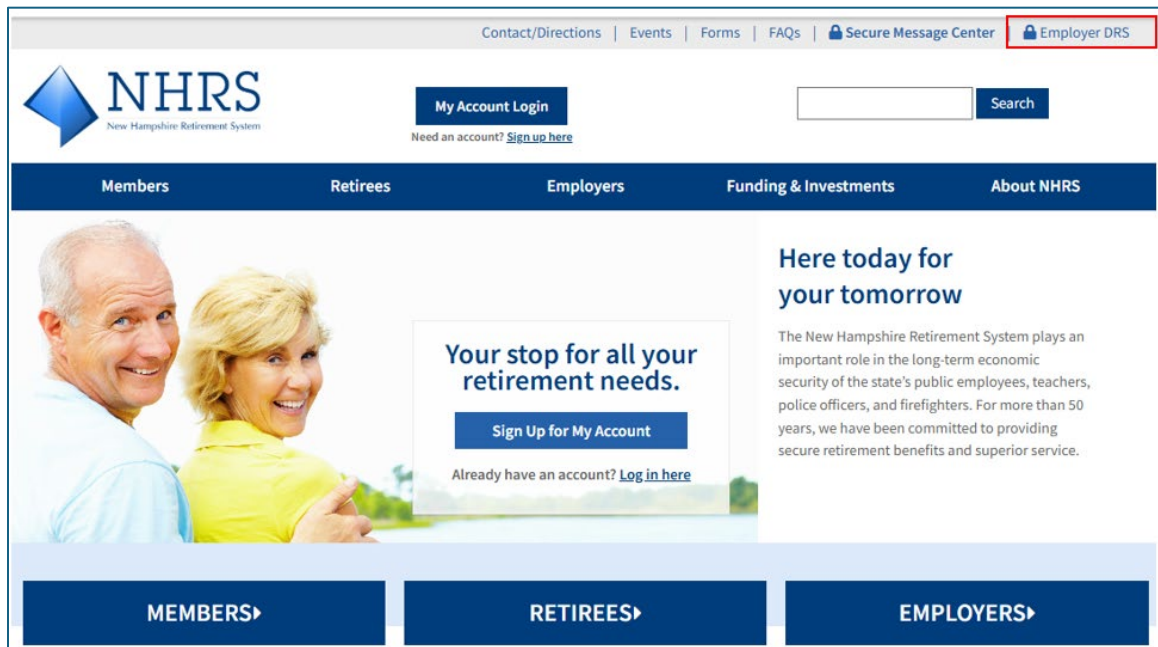 Contact/Directions | Events | Forms | FAQs | Secure Message Center | Employer DRS
NHRS
New Hampshire Retirement System
My Account Login
Need an account? Sign up here
Search
Members Retirees Employers Funding & Investments About NHRS
Your stop for all your
retirement needs.
Sign Up for My Account
Already have an account? Log in here
Here today for
your tomorrow
The New Hampshire Retirement System plays an
important role in the long-term economic
security of the state's public employees, teachers,
police officers, and firefighters. For more than 50
years, we have been committed to providing
secure retirement benefits and superior service.
MEMBERS RETIREES EMPLOYERS